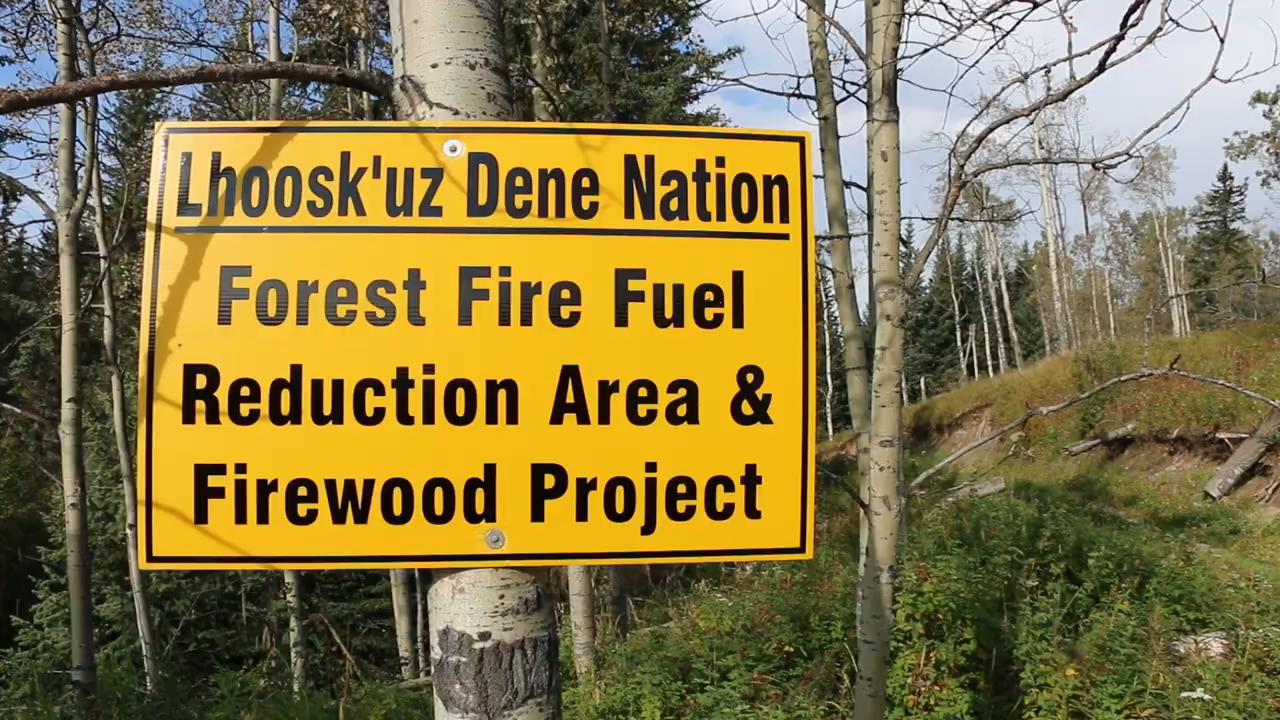 Lhoosk'uz Dene Nation
Forest Fire Fuel
Reduction Area &
Firewood Project